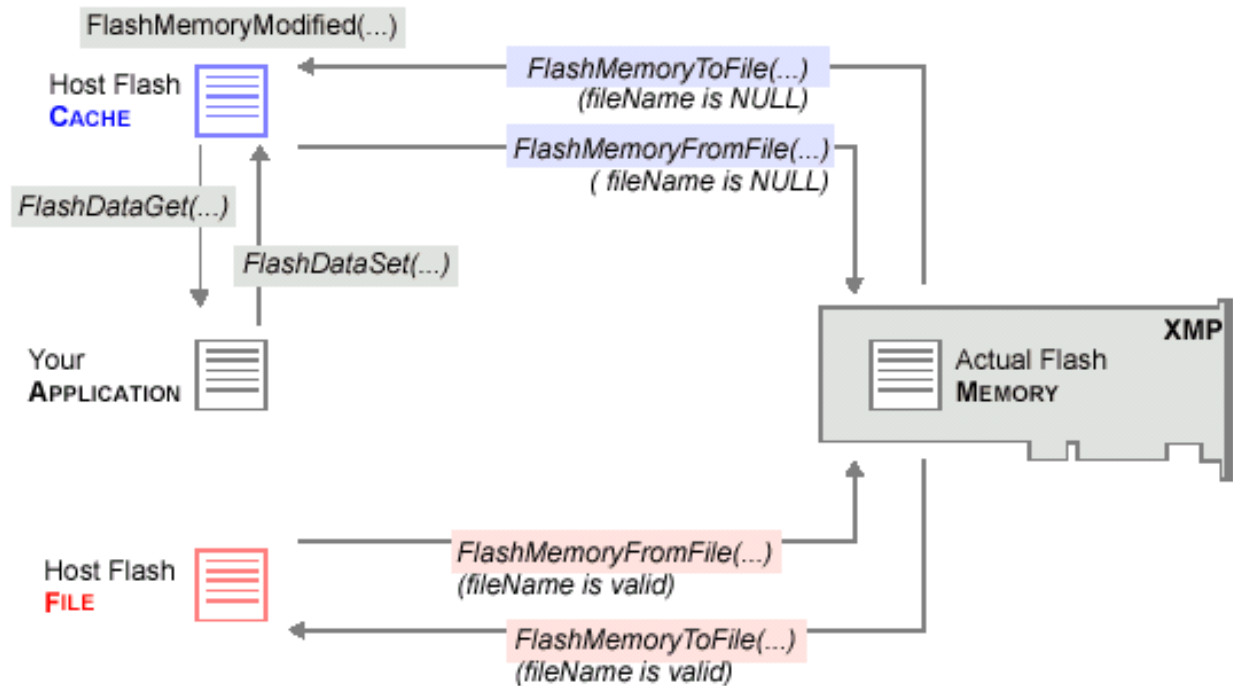 FlashMemoryModified(...)
Host Flash
CACHE
FlashMemoryToFile(...)
(fileName is NULL)
FlashMemoryFromFile(...)
( fileName is NULL)
FlashDataGet(...)
FlashDataSet(...)
Your
APPLICATION
XMP
Actual Flash
MEMORY
Host Flash
FILE
FlashMemoryFromFile(...)
(fileName is valid)
FlashMemoryToFile(...)
(fileName is valid)